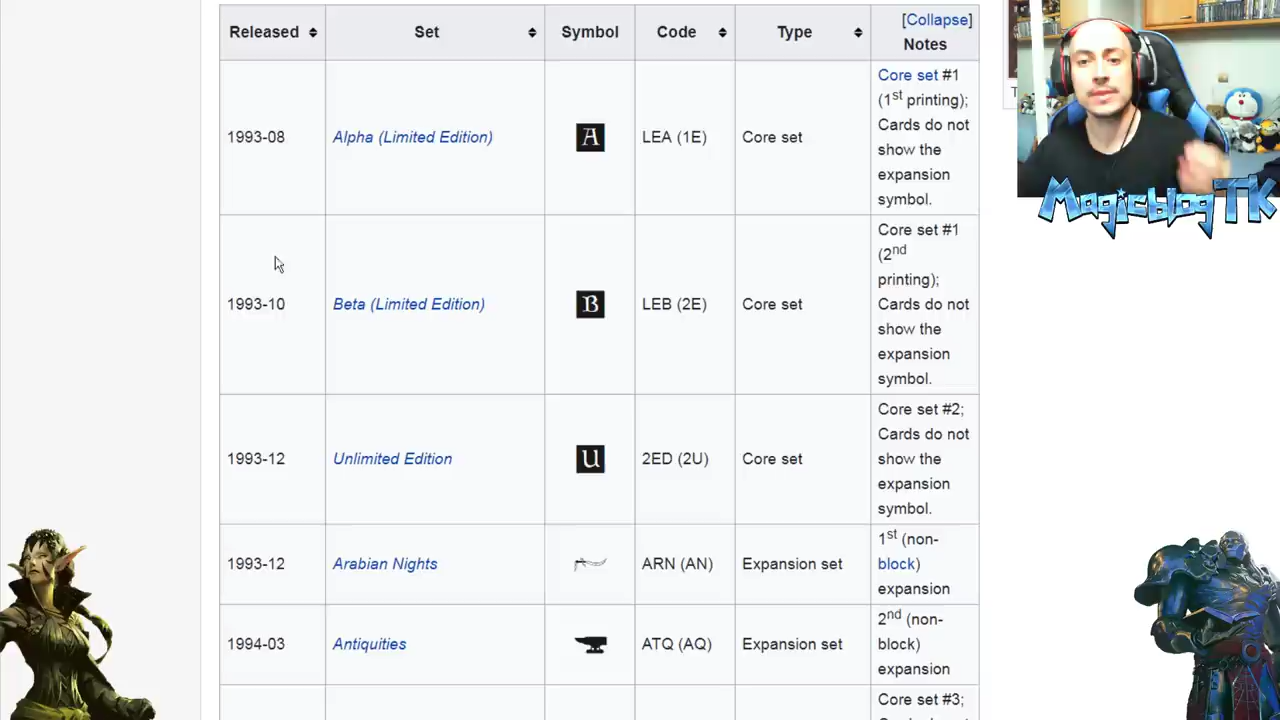 Released
Set
Symbol
Code
Type
[Collapse]
Notes
1993-08
Alpha (Limited Edition)
A
LEA (1E)
Core set
Core set #1
(1st printing);
Cards do not
show the
expansion
symbol.
1993-10
Beta (Limited Edition)
B
LEB (2E)
Core set
Core set #1
(2nd
printing);
Cards do not
show the
expansion
symbol.
1993-12
Unlimited Edition
U
2ED (2U)
Core set
Core set #2;
Cards do not
show the
expansion
symbol.
1993-12
Arabian Nights
ARN (AN)
Expansion set
1st (non-
block)
expansion
1994-03
Antiquities
ATQ (AQ)
Expansion set
2nd (non-
block)
expansion
Core set #3;
MagicblogTK